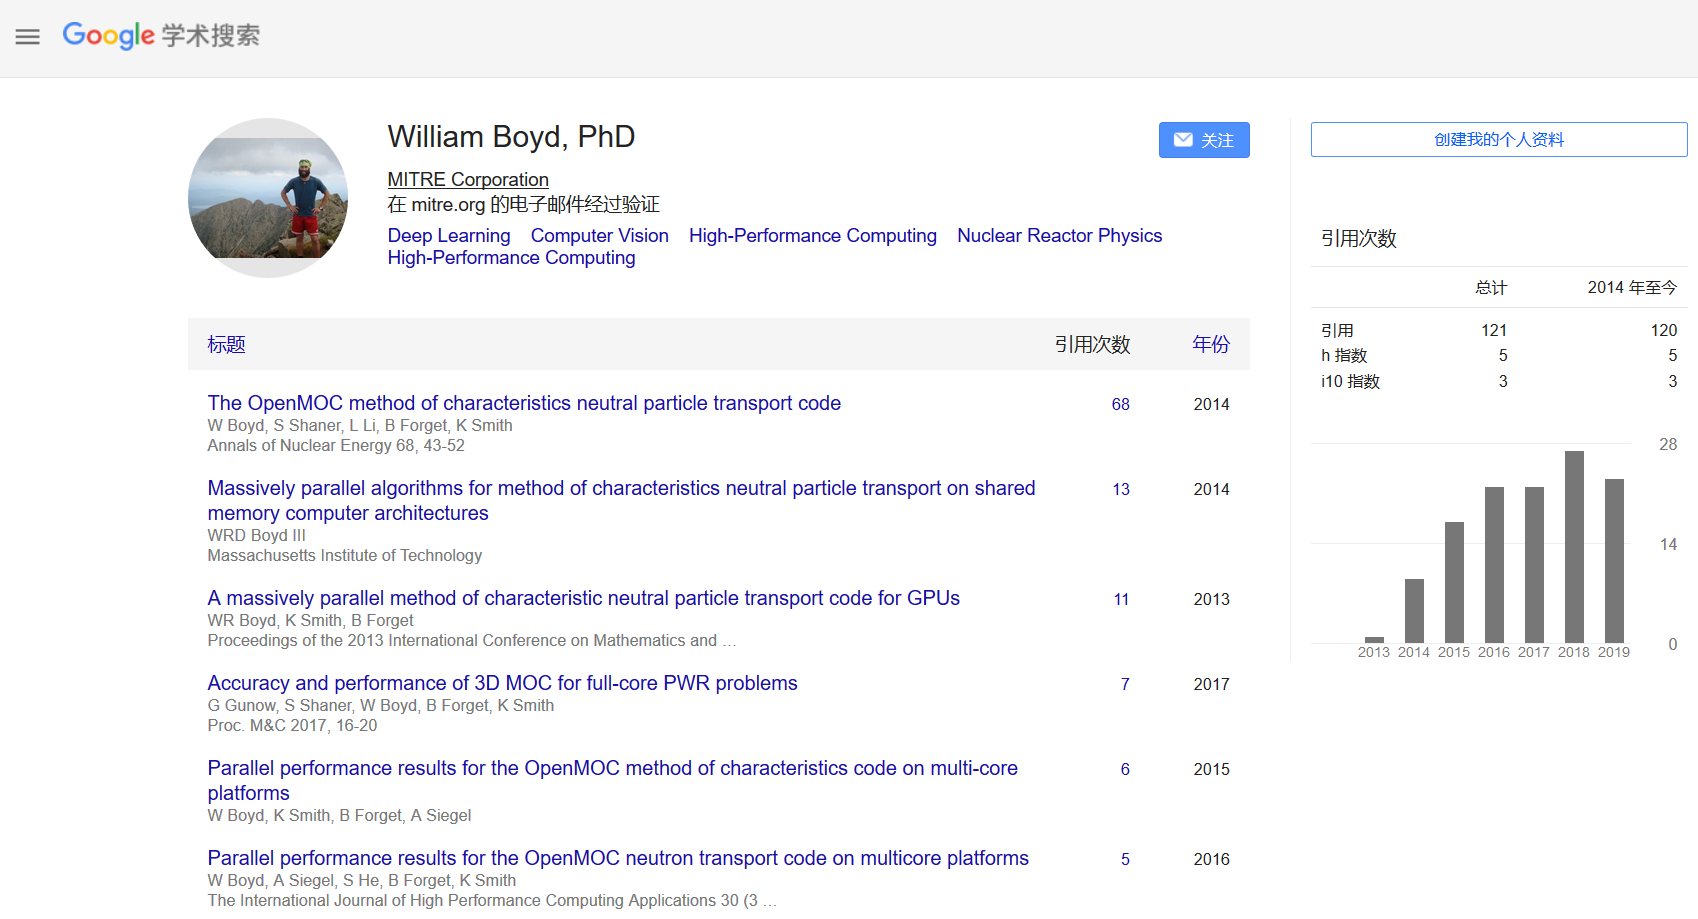 Google 学术搜索
William Boyd, PhD
关注
MITRE Corporation
在 mitre.org 的电子邮件经过验证
Deep Learning Computer Vision High-Performance Computing Nuclear Reactor Physics
High-Performance Computing
标题 引用次数 年份
The OpenMOC method of characteristics neutral particle transport code 68 2014
W Boyd, S Shaner, L Li, B Forget, K Smith
Annals of Nuclear Energy 68, 43-52
Massively parallel algorithms for method of characteristics neutral particle transport on shared 13 2014
memory computer architectures
WRD Boyd III
Massachusetts Institute of Technology
A massively parallel method of characteristic neutral particle transport code for GPUs 11 2013
WR Boyd, K Smith, B Forget
Proceedings of the 2013 International Conference on Mathematics and …
Accuracy and performance of 3D MOC for full-core PWR problems 7 2017
G Gunow, S Shaner, W Boyd, B Forget, K Smith
Proc. M&C 2017, 16-20
Parallel performance results for the OpenMOC method of characteristics code on multi-core 6 2015
platforms
W Boyd, K Smith, B Forget, A Siegel
Parallel performance results for the OpenMOC neutron transport code on multicore platforms 5 2016
W Boyd, A Siegel, S He, B Forget, K Smith
The International Journal of High Performance Computing Applications 30 (3 …
创建我的个人资料
引用次数
总计 2014 年至今
引用 121 120
h 指数 5 5
i10 指数 3 3
28
14
0
2013 2014 2015 2016 2017 2018 2019